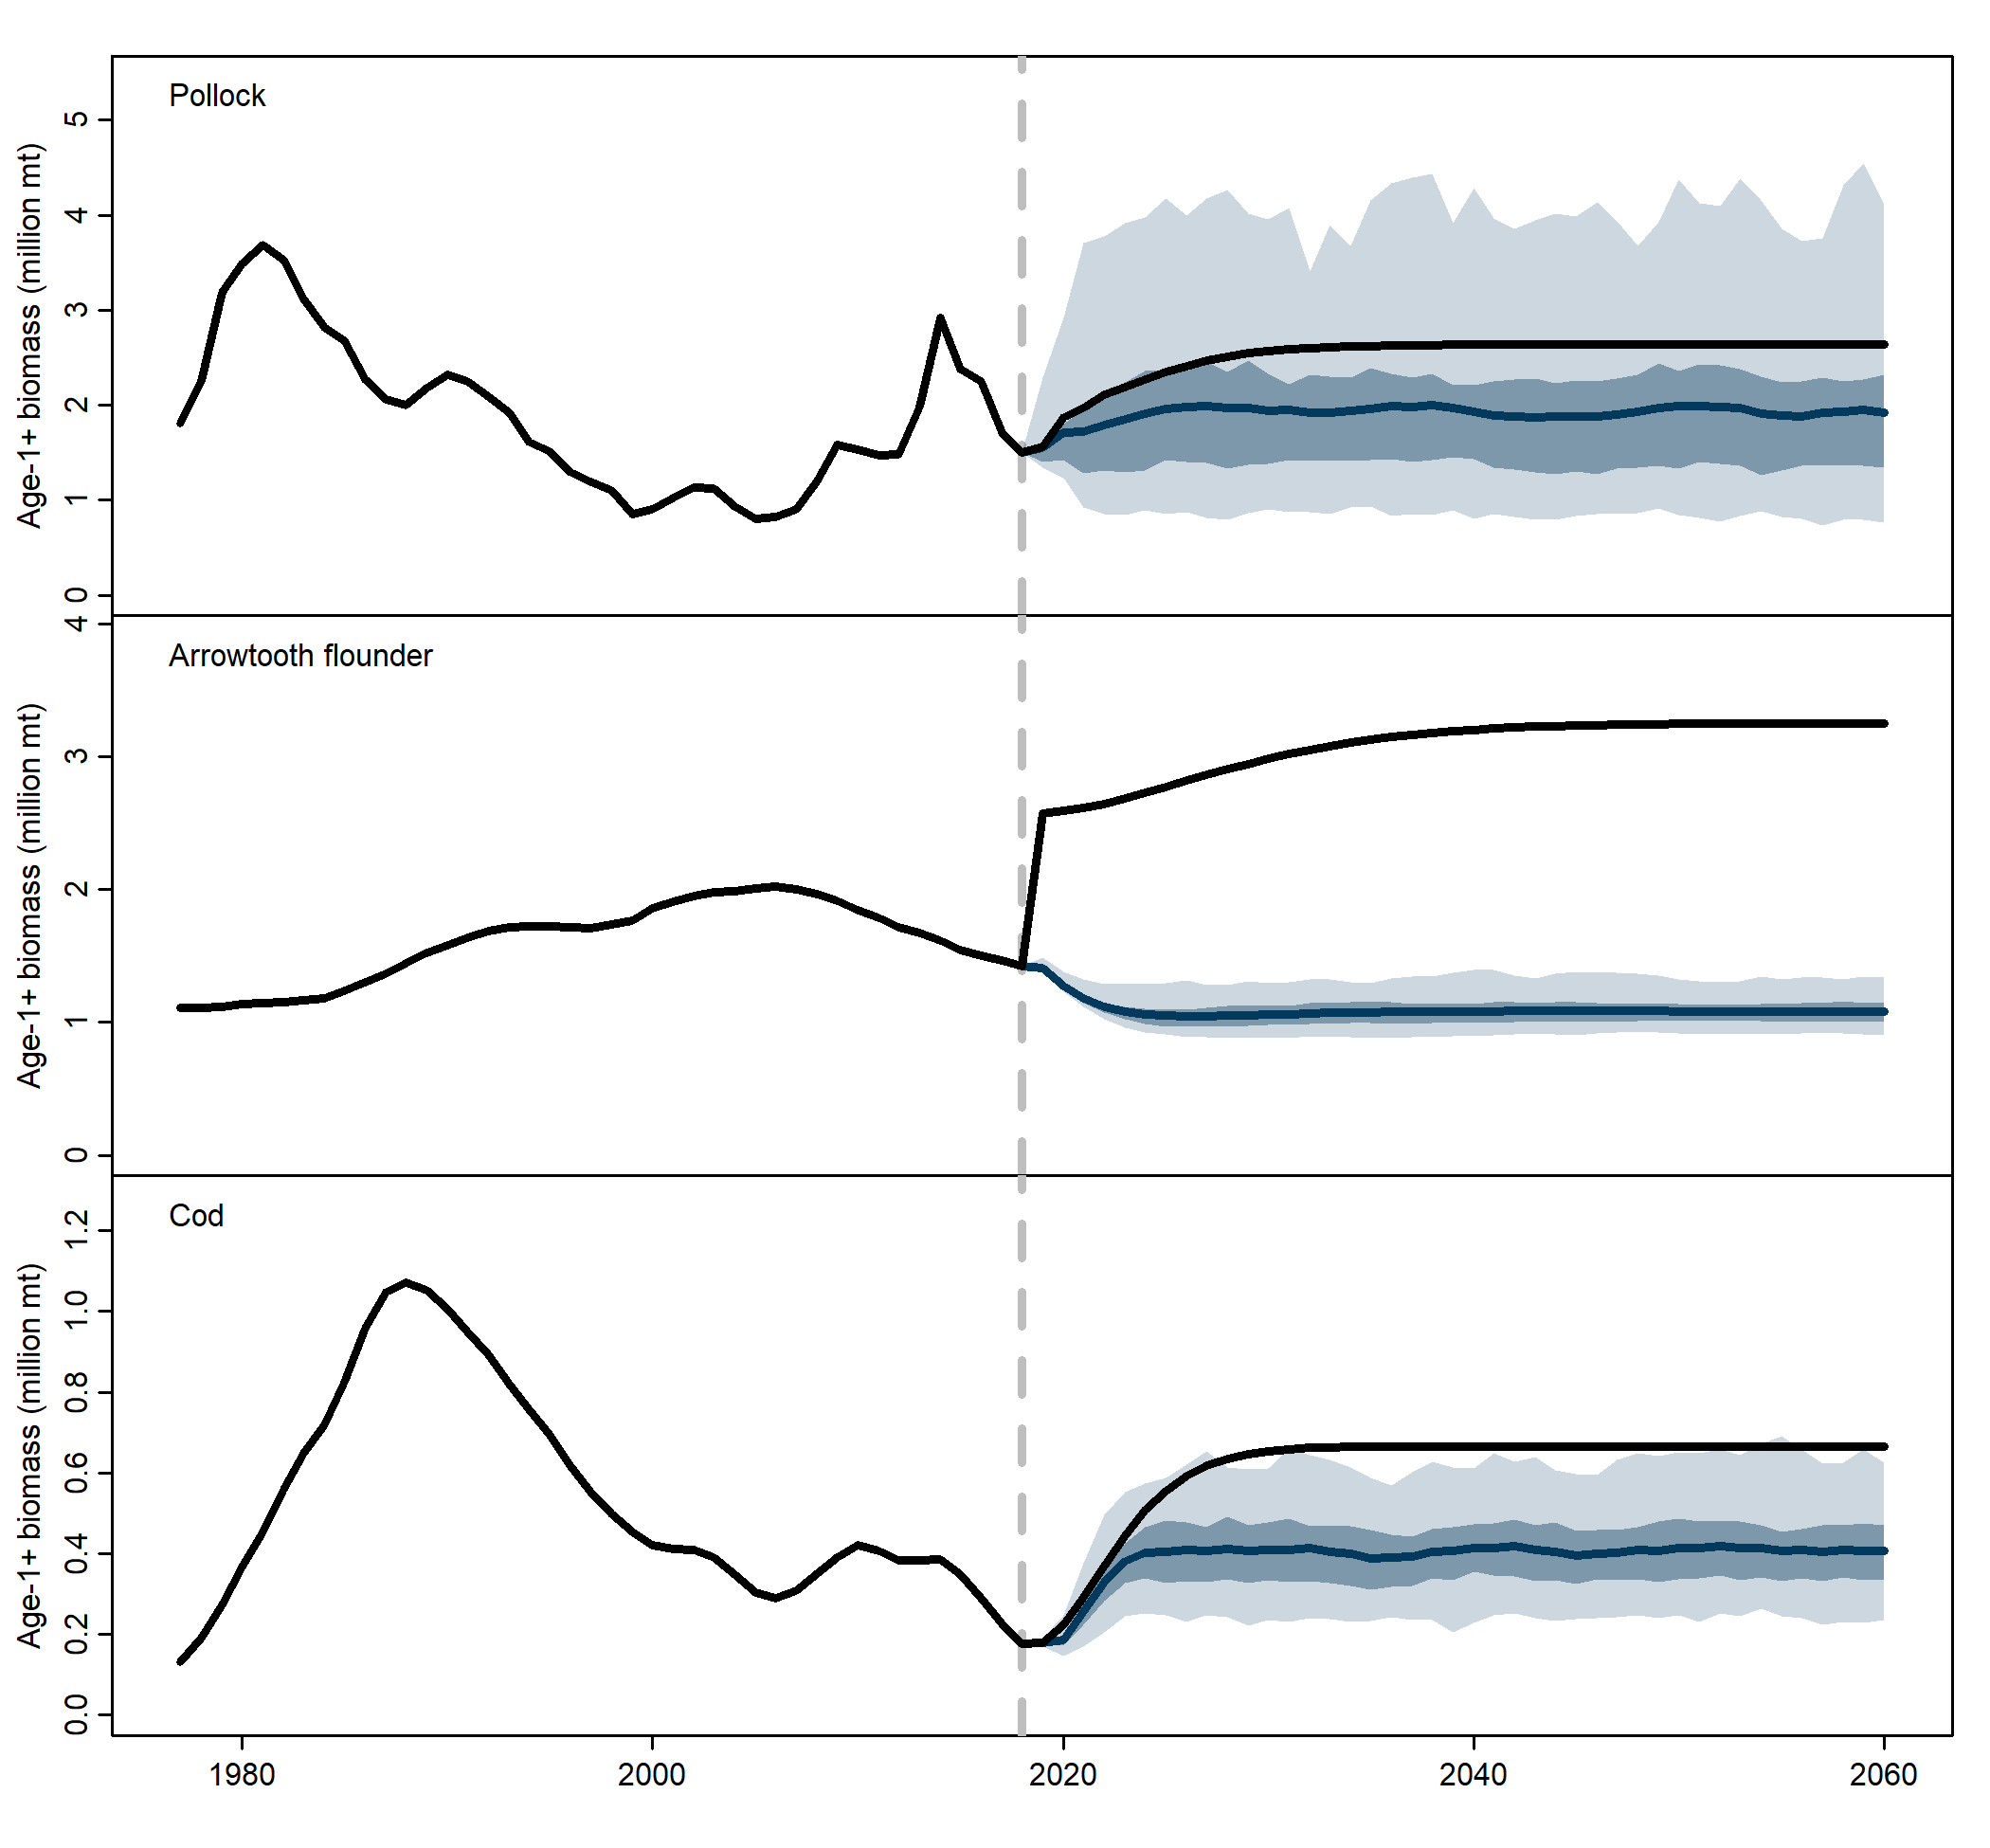 Pollock
Age-1+ biomass (million mt)
5
4
3
2
1
0
Arrowtooth flounder
Age-1+ biomass (million mt)
4
3
2
1
0
Cod
Age-1+ biomass (million mt)
1.2
1.0
0.8
0.6
0.4
0.2
0.0
1980 2000 2020 2040 2060